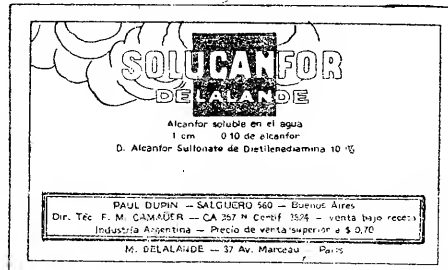 SOLUCANFOR
DELALANDE
Alcanfor soluble en el agua
1 cm 0.10 de alcanfor
D. Alcanfor Sulfonato de Dietilenediamina 10 %
PAUL DUPIN — SALGUERO 560 — Buenos Aires
Dir. Téc. F. M. CAMAÜER — CA 357 Nº Certif. 3524 — venta bajo receta
Industria Argentina — Precio de venta superior a $ 0,70
M. DELALANDE — 37 Av. Marceau, Paris